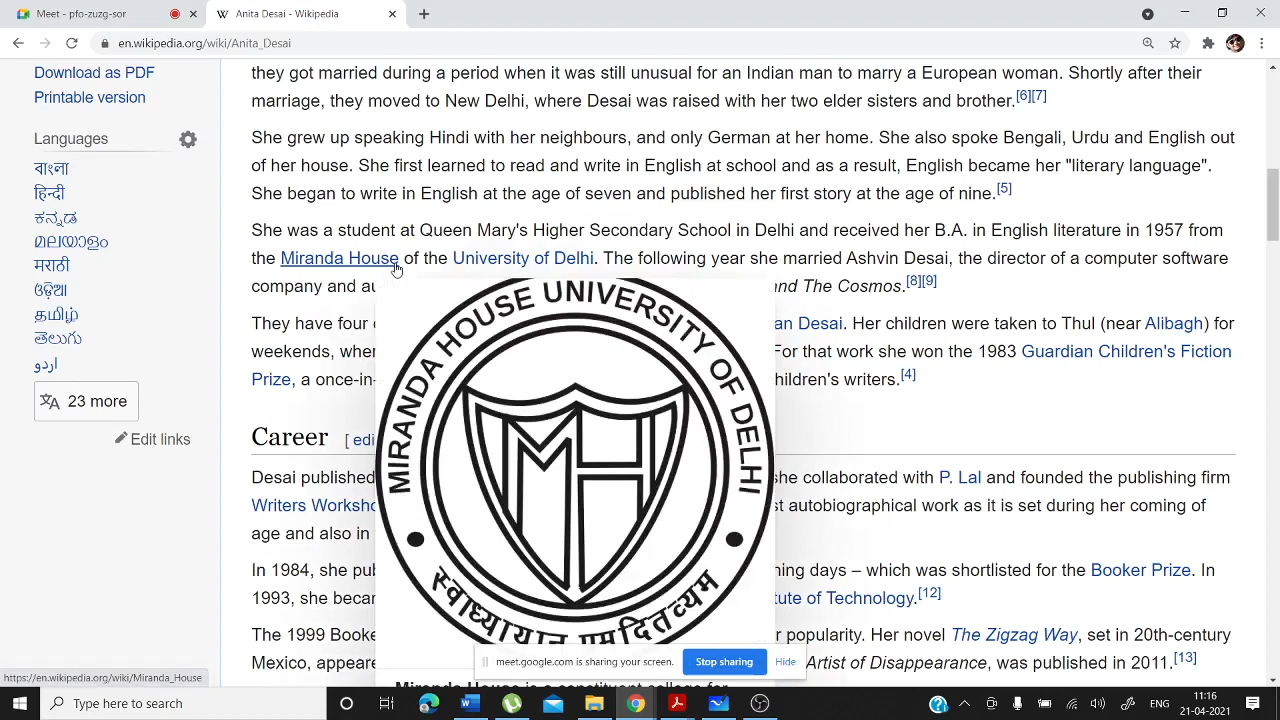 Meet - pfo-zuzg-sor
Anita Desai - Wikipedia
en.wikipedia.org/wiki/Anita_Desai
Download as PDF
Printable version
Languages
বাংলা
हिन्दी
ಕನ್ನಡ
മലയാളം
मराठी
ଓଡ଼ିଆ
தமிழ்
తెలుగు
اردو
23 more
Edit links
they got married during a period when it was still unusual for an Indian man to marry a European woman. Shortly after their
marriage, they moved to New Delhi, where Desai was raised with her two elder sisters and brother.[6][7]
She grew up speaking Hindi with her neighbours, and only German at her home. She also spoke Bengali, Urdu and English out
of her house. She first learned to read and write in English at school and as a result, English became her "literary language".
She began to write in English at the age of seven and published her first story at the age of nine.[5]
She was a student at Queen Mary's Higher Secondary School in Delhi and received her B.A. in English literature in 1957 from
the Miranda House of the University of Delhi. The following year she married Ashvin Desai, the director of a computer software
company and and The Cosmos.[8][9]
They have four an Desai. Her children were taken to Thul (near Alibagh) for
weekends, For that work she won the 1983 Guardian Children's Fiction
Prize, a once-in- children's writers.[4]
Career [ edi
Desai published she collaborated with P. Lal and founded the publishing firm
Writers autobiographical work as it is set during her coming of
age and also in
In 1984, she days – which was shortlisted for the Booker Prize. In
1993, she tute of Technology.[12]
The 1999 popularity. Her novel The Zigzag Way, set in 20th-century
Mexico, Artist of Disappearance, was published in 2011.[13]
MIRANDA HOUSE UNIVERSITY OF DELHI
MH
meet.google.com is sharing your screen.
Stop sharing
Hide
Miranda House is a constituent college for
https://en.wikipedia.org/wiki/Miranda_House
Type here to search
ENG
11:16
21-04-2021